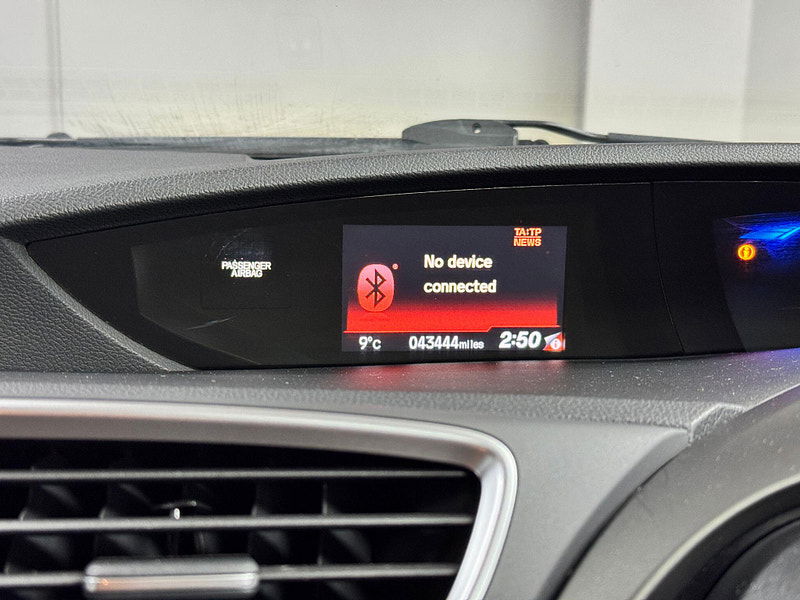 PASSENGER
AIRBAG
TA:TP
NEWS
No device
connected
9°c
043444miles
2:50
i
i